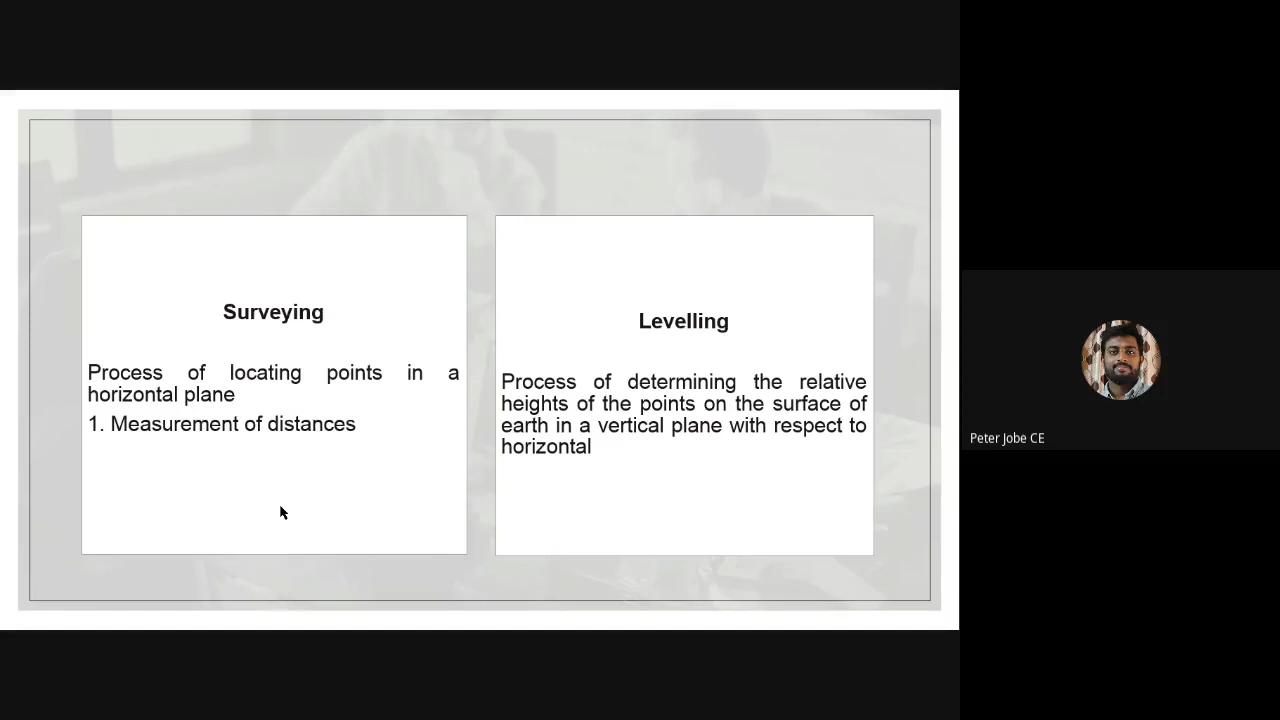 Surveying
Process of locating points in a
horizontal plane
1. Measurement of distances
Levelling
Process of determining the relative
heights of the points on the surface of
earth in a vertical plane with respect to
horizontal
Peter Jobe CE